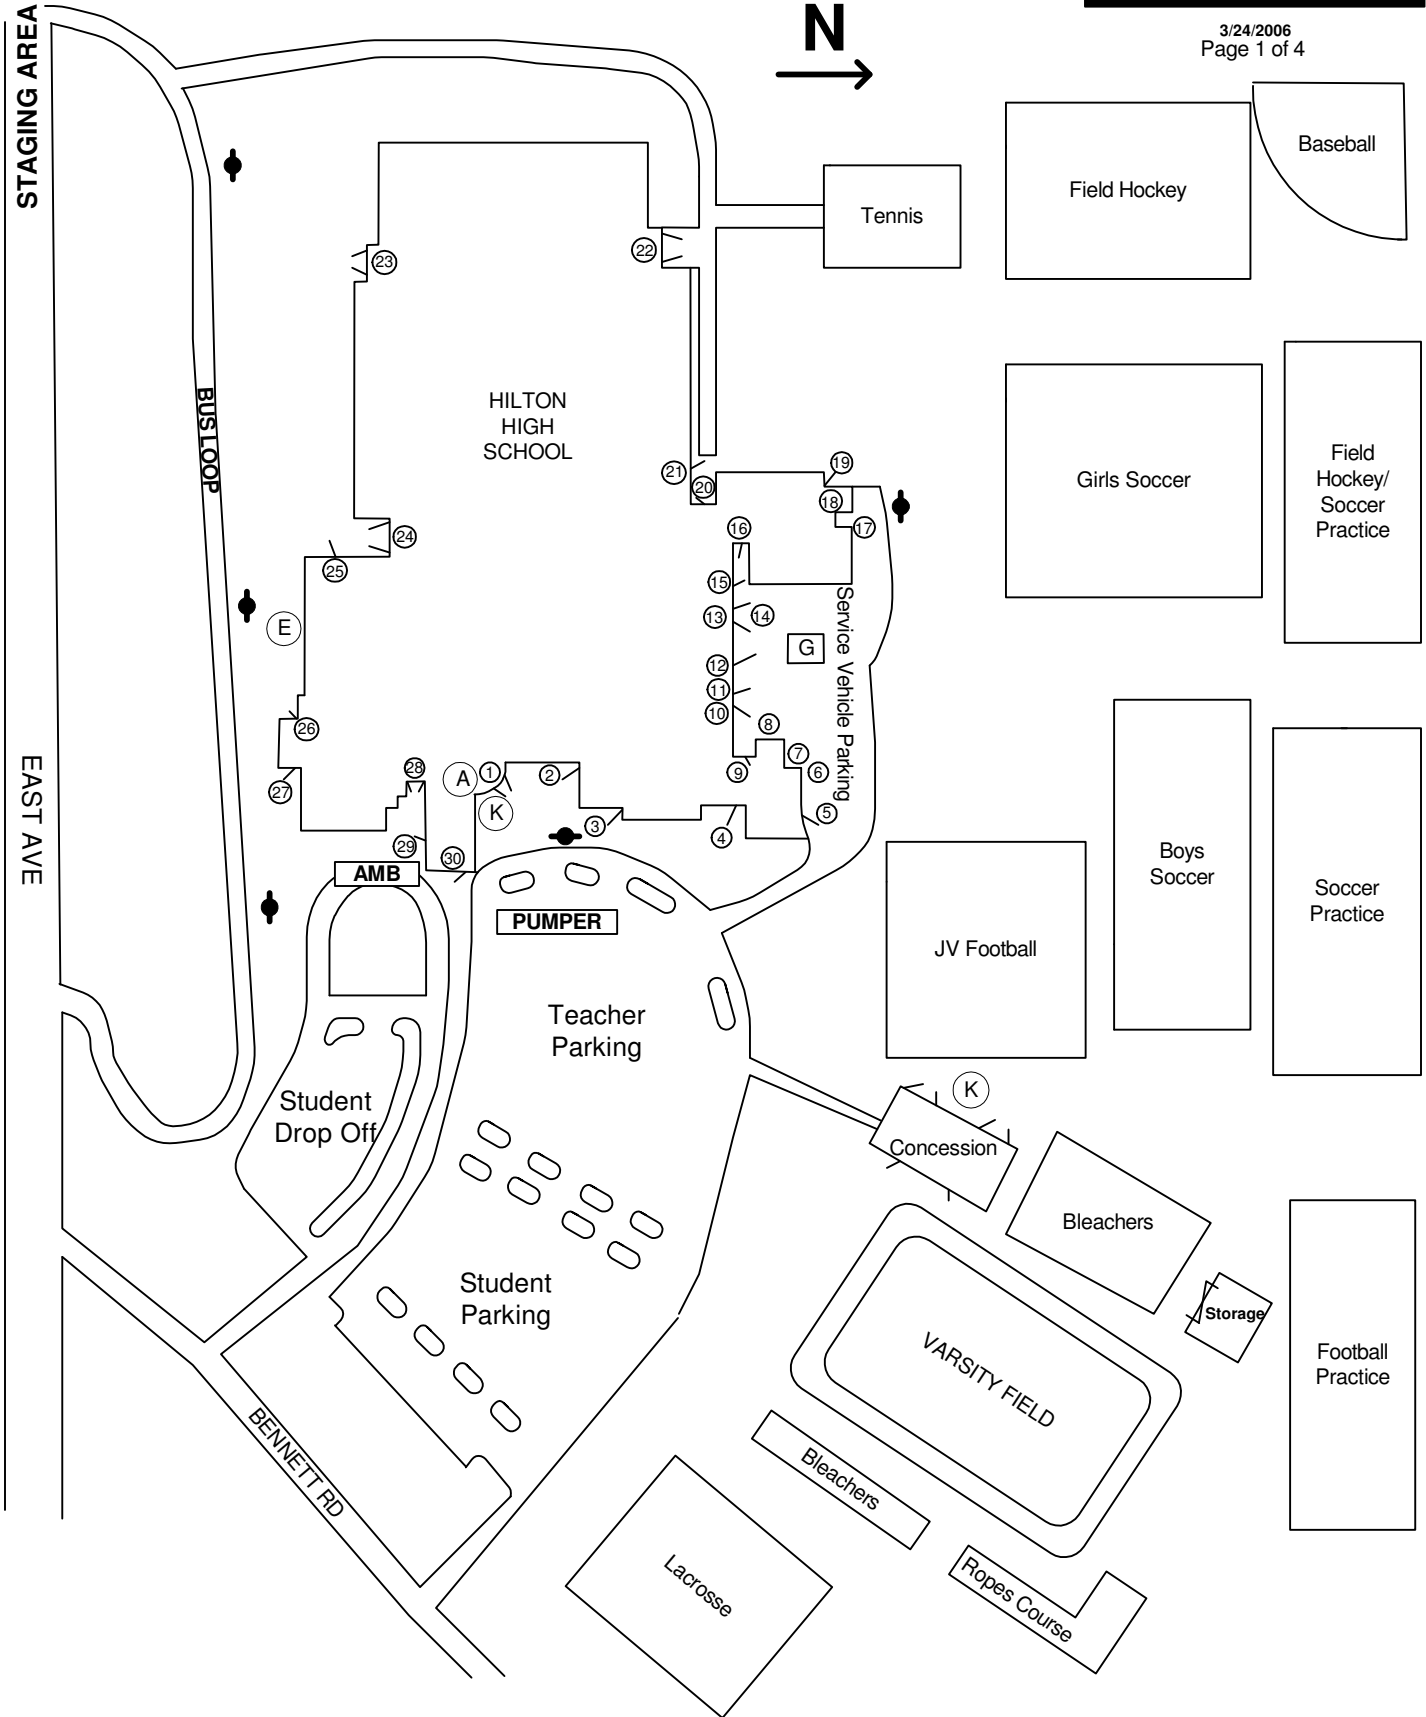 STAGING AREA
N
3/24/2006
Page 1 of 4
Baseball
Field Hockey
Tennis
22
23
HILTON
HIGH
SCHOOL
BUS LOOP
Girls Soccer
Field
Hockey/
Soccer
Practice
19
21
20
18
17
16
24
25
15
13
14
E
G
Service Vehicle Parking
12
11
10
8
26
7
9
6
28
A
1
2
27
K
5
3
4
29
30
EAST AVE
AMB
PUMPER
Boys
Soccer
Soccer
Practice
JV Football
Teacher
Parking
K
Student
Drop Off
Concession
Bleachers
Student
Parking
Storage
VARSITY FIELD
Football
Practice
BENNETT RD
Bleachers
Lacrosse
Ropes Course